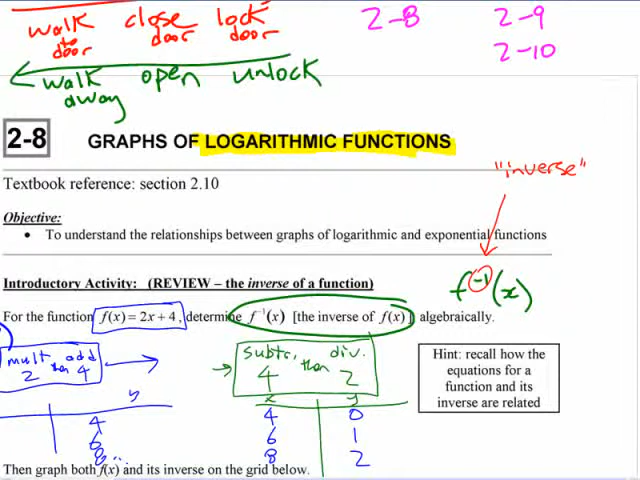 walk to door close door lock door 2-8 2-9
2-10
walk away open unlock
2-8 GRAPHS OF LOGARITHMIC FUNCTIONS
"inverse"
Textbook reference: section 2.10
Objective:
• To understand the relationships between graphs of logarithmic and exponential functions
Introductory Activity: (REVIEW – the inverse of a function)
f⁻¹(x)
For the function f(x) = 2x + 4, determine f⁻¹(x) [the inverse of f(x)] algebraically.
mult 2 then add 4
subtr. 4 then div. 2
Hint: recall how the
equations for a
function and its
inverse are related
y
x y
4 4 0
6 6 1
8... 8 2
Then graph both f(x) and its inverse on the grid below.